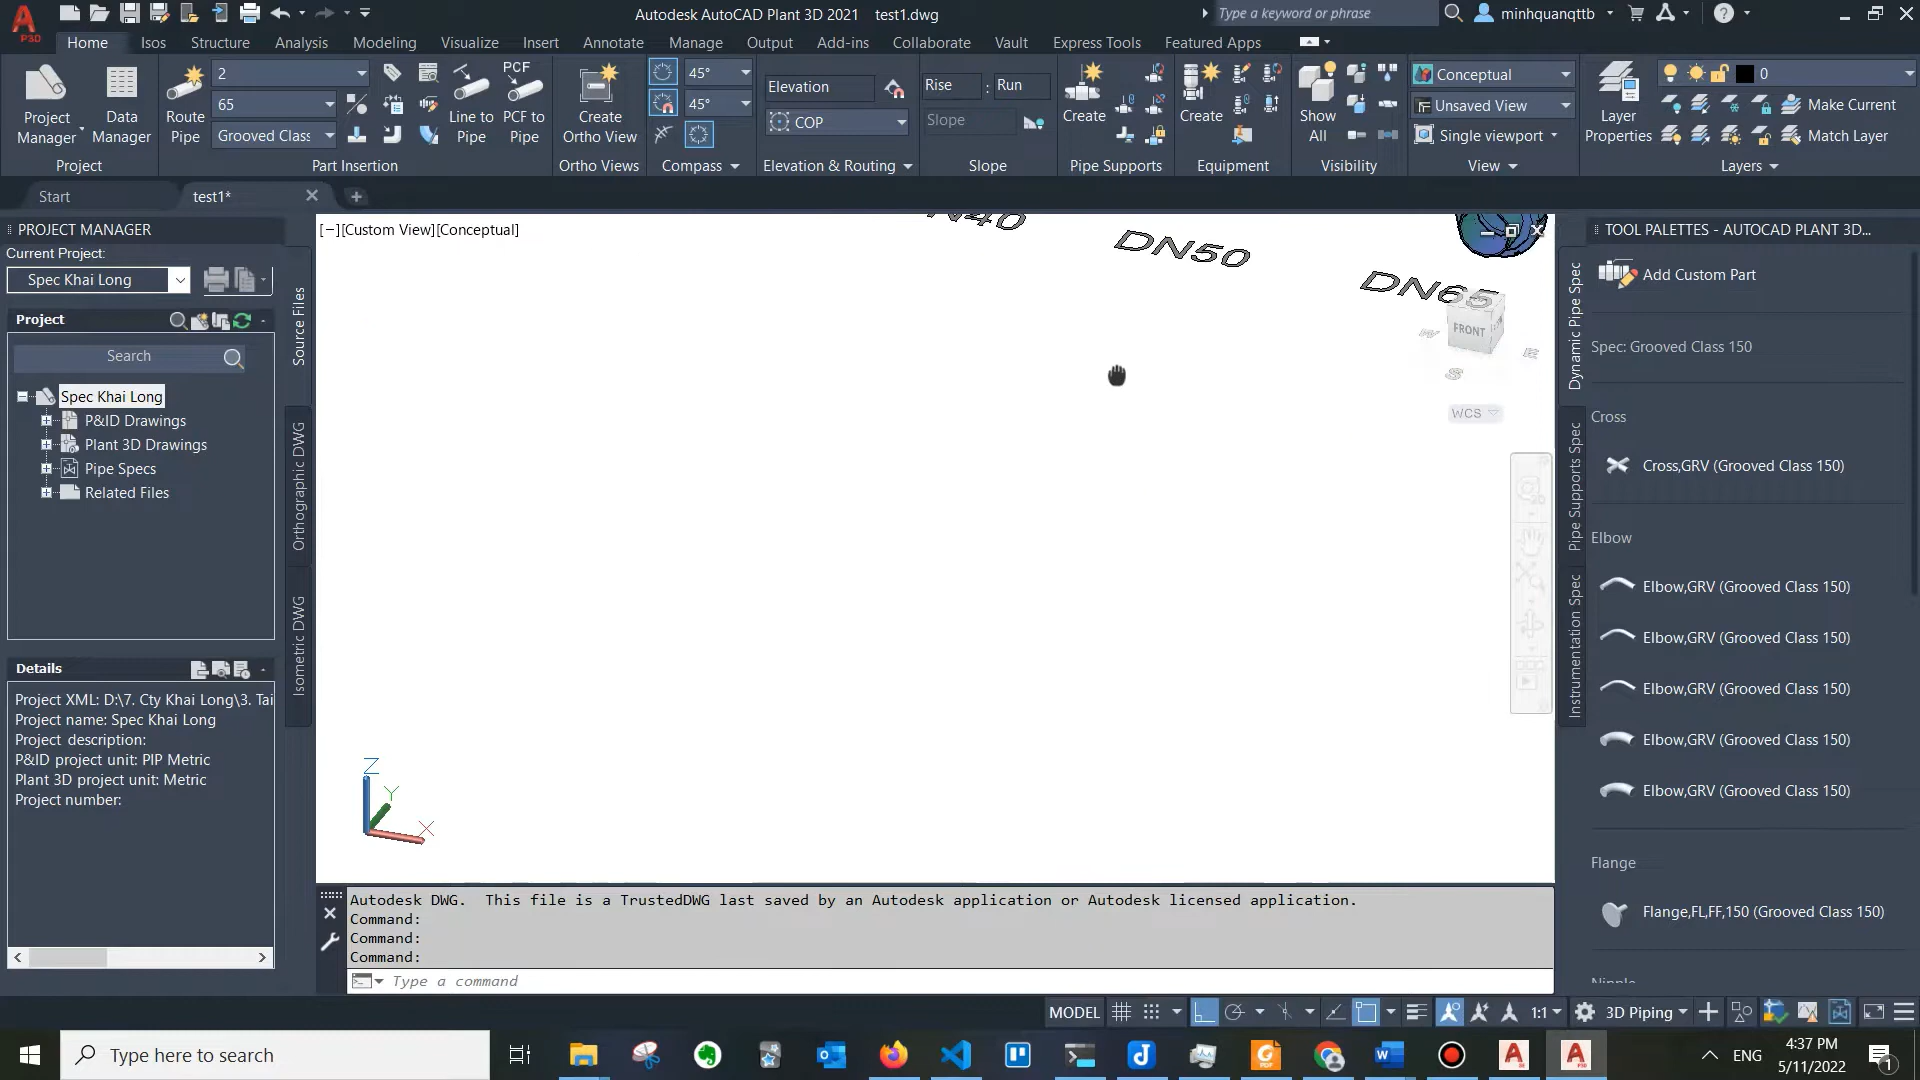 Autodesk AutoCAD Plant 3D 2021 test1.dwg
Type a keyword or phrase
minhquangttb
P3D
Home Isos Structure Analysis Modeling Visualize Insert Annotate Manage Output Add-ins Collaborate Vault Express Tools Featured Apps
2
65
Grooved Class
Project Manager
Data Manager
Route Pipe
Line to Pipe
PCF
PCF to Pipe
Create Ortho View
45°
45°
Elevation
COP
Rise : Run
Slope
Create
Create
Show All
Conceptual
Unsaved View
Single viewport
Layer Properties
0
Make Current
Match Layer
Project
Part Insertion
Ortho Views
Compass
Elevation & Routing
Slope
Pipe Supports
Equipment
Visibility
View
Layers
Start
test1*
PROJECT MANAGER
Current Project:
Spec Khai Long
Project
Search
Spec Khai Long
P&ID Drawings
Plant 3D Drawings
Pipe Specs
Related Files
Source Files
Orthographic DWG
Isometric DWG
Details
Project XML: D:\7. Cty Khai Long\3. Tai
Project name: Spec Khai Long
Project description:
P&ID project unit: PIP Metric
Plant 3D project unit: Metric
Project number:
[−][Custom View][Conceptual]
DN50
DN65
FRONT
E
S
WCS
Z
Y
X
Autodesk DWG. This file is a TrustedDWG last saved by an Autodesk application or Autodesk licensed application.
Command:
Command:
Command:
Type a command
TOOL PALETTES - AUTOCAD PLANT 3D...
Dynamic Pipe Spec
Pipe Supports Spec
Instrumentation Spec
Add Custom Part
Spec: Grooved Class 150
Cross
Cross,GRV (Grooved Class 150)
Elbow
Elbow,GRV (Grooved Class 150)
Elbow,GRV (Grooved Class 150)
Elbow,GRV (Grooved Class 150)
Elbow,GRV (Grooved Class 150)
Elbow,GRV (Grooved Class 150)
Flange
Flange,FL,FF,150 (Grooved Class 150)
MODEL
1:1
3D Piping
Type here to search
ENG
4:37 PM
5/11/2022
1